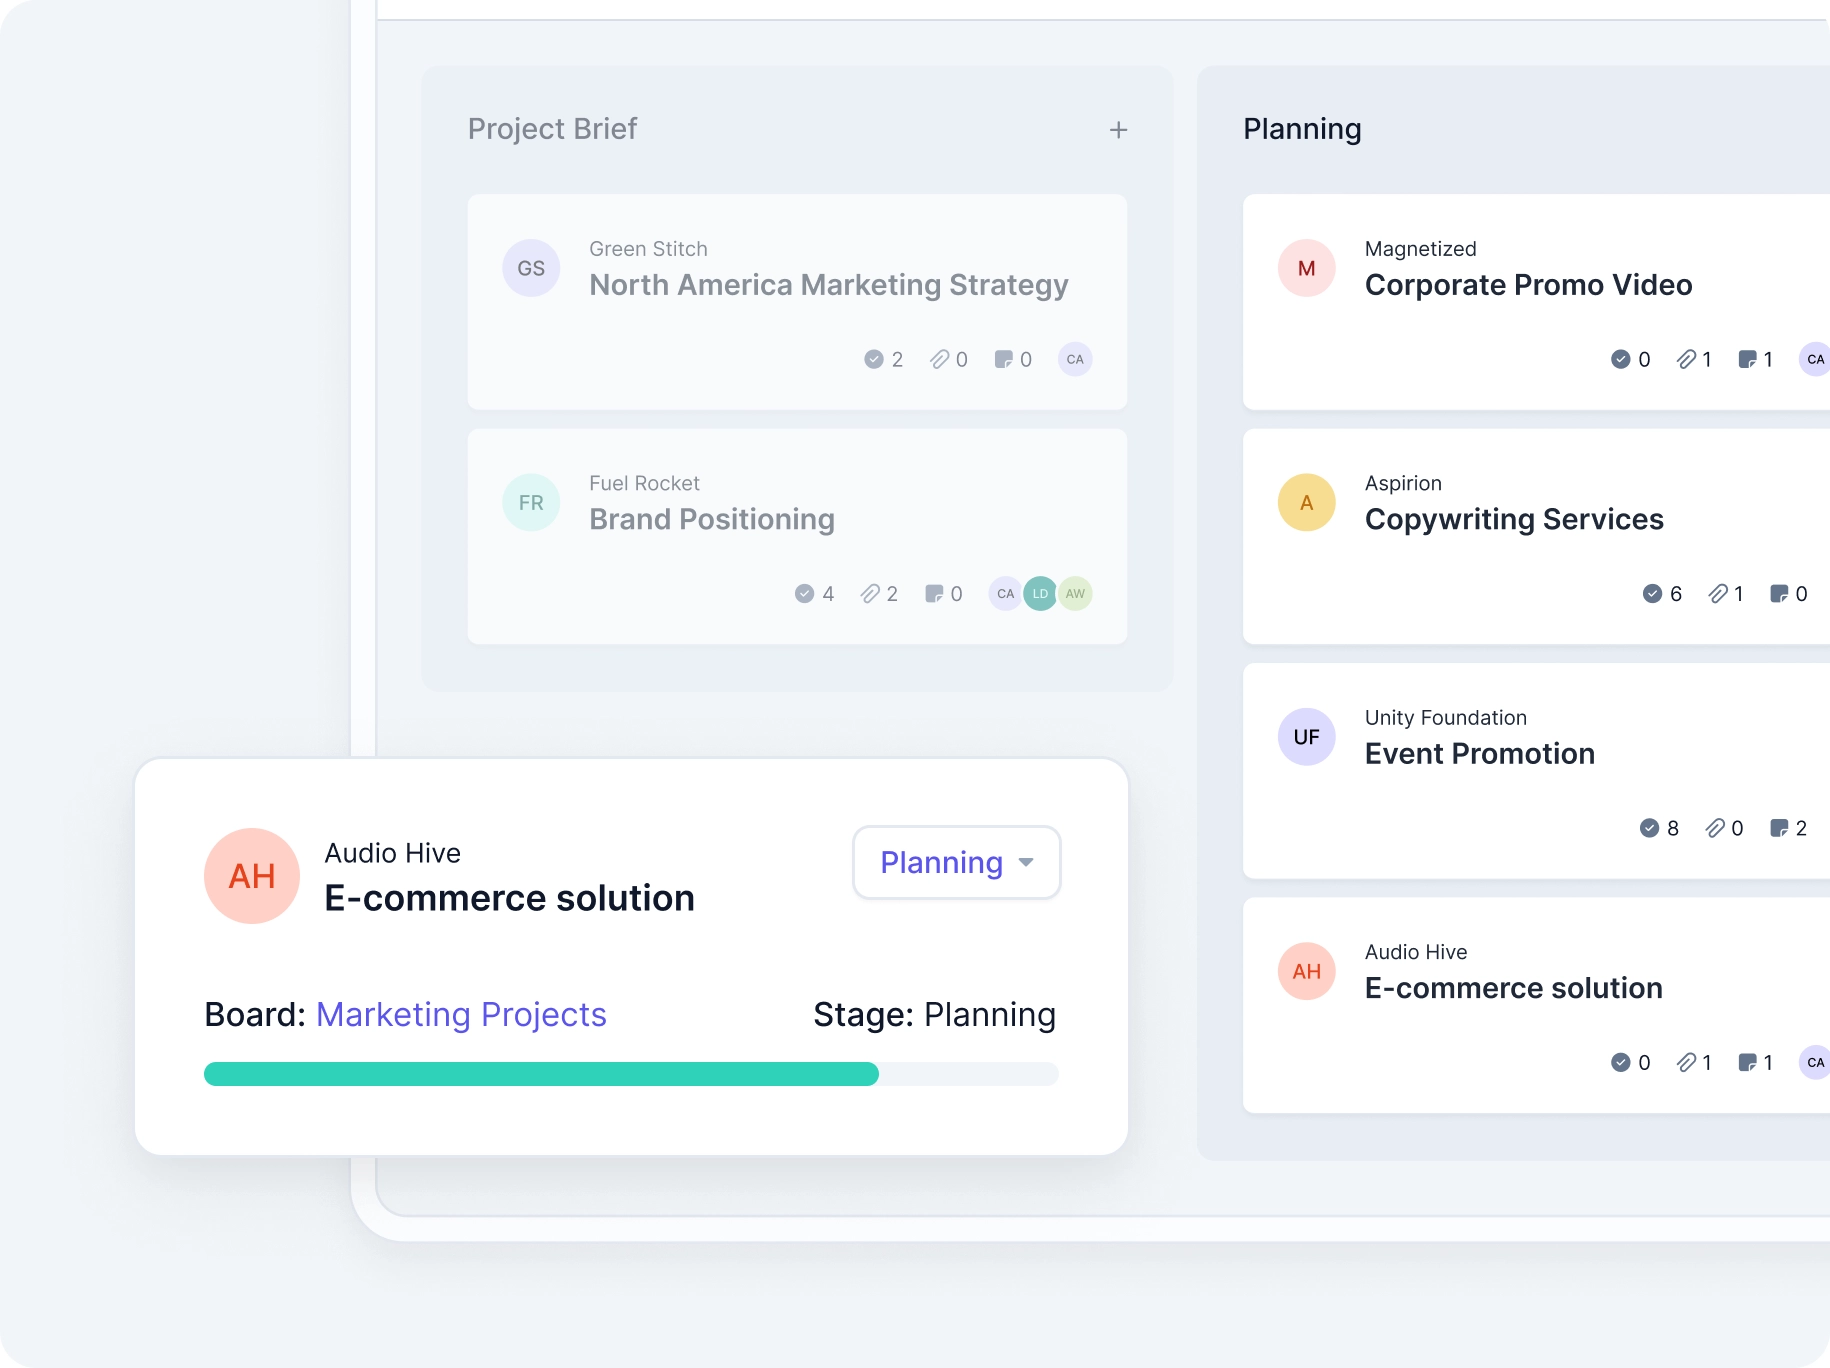 Project Brief
+
GS
Green Stitch
North America Marketing Strategy
2 0 0 CA
FR
Fuel Rocket
Brand Positioning
4 2 0 CA LD AW
Planning
M
Magnetized
Corporate Promo Video
0 1 1 CA
A
Aspirion
Copywriting Services
6 1 0
UF
Unity Foundation
Event Promotion
8 0 2
AH
Audio Hive
E-commerce solution
0 1 1 CA
AH
Audio Hive
E-commerce solution
Planning
Board: Marketing Projects
Stage: Planning